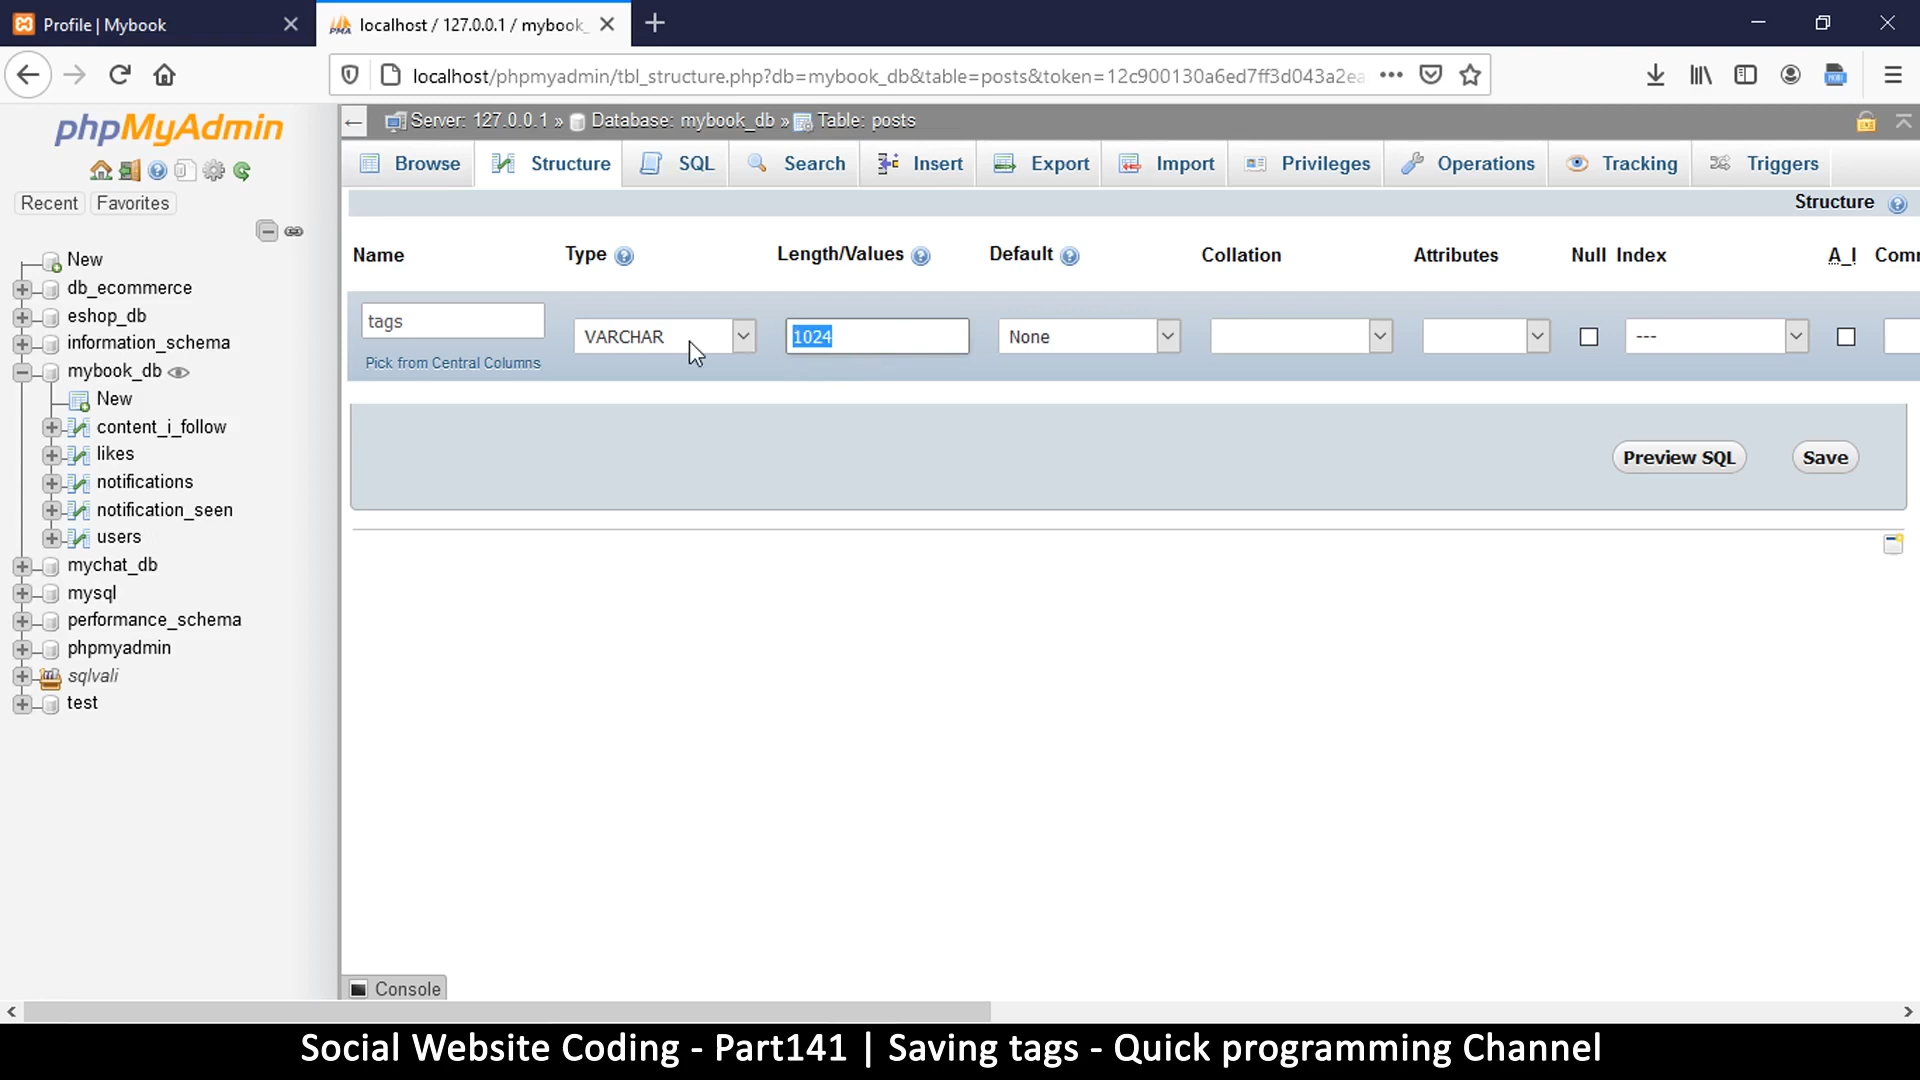 Profile | Mybook
localhost / 127.0.0.1 / mybook_
localhost/phpmyadmin/tbl_structure.php?db=mybook_db&table=posts&token=12c900130a6ed7ff3d043a2ea
phpMyAdmin
Recent Favorites
New
db_ecommerce
eshop_db
information_schema
mybook_db
New
content_i_follow
likes
notifications
notification_seen
users
mychat_db
mysql
performance_schema
phpmyadmin
sqlvali
test
Server: 127.0.0.1 » Database: mybook_db » Table: posts
Browse Structure SQL Search Insert Export Import Privileges Operations Tracking Triggers
Structure
Name Type Length/Values Default Collation Attributes Null Index A_I Comm
tags VARCHAR 1024 None ---
Pick from Central Columns
Preview SQL Save
Console
Social Website Coding - Part141 | Saving tags - Quick programming Channel